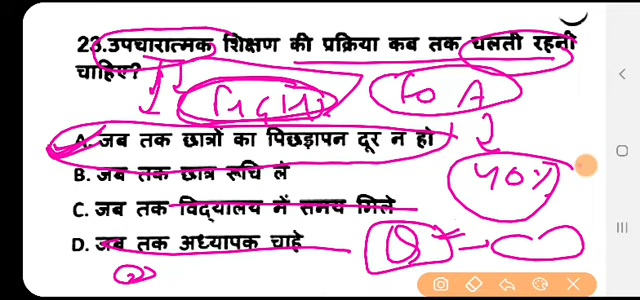 23.उपचारात्मक शिक्षण की प्रक्रिया कब तक चलती रहनी
चाहिए?
A. जब तक छात्रों का पिछड़ापन दूर न हो
B. जब तक छात्र रूचि लें
C. जब तक विद्यालय में समय मिले
D. जब तक अध्यापक चाहे
40%